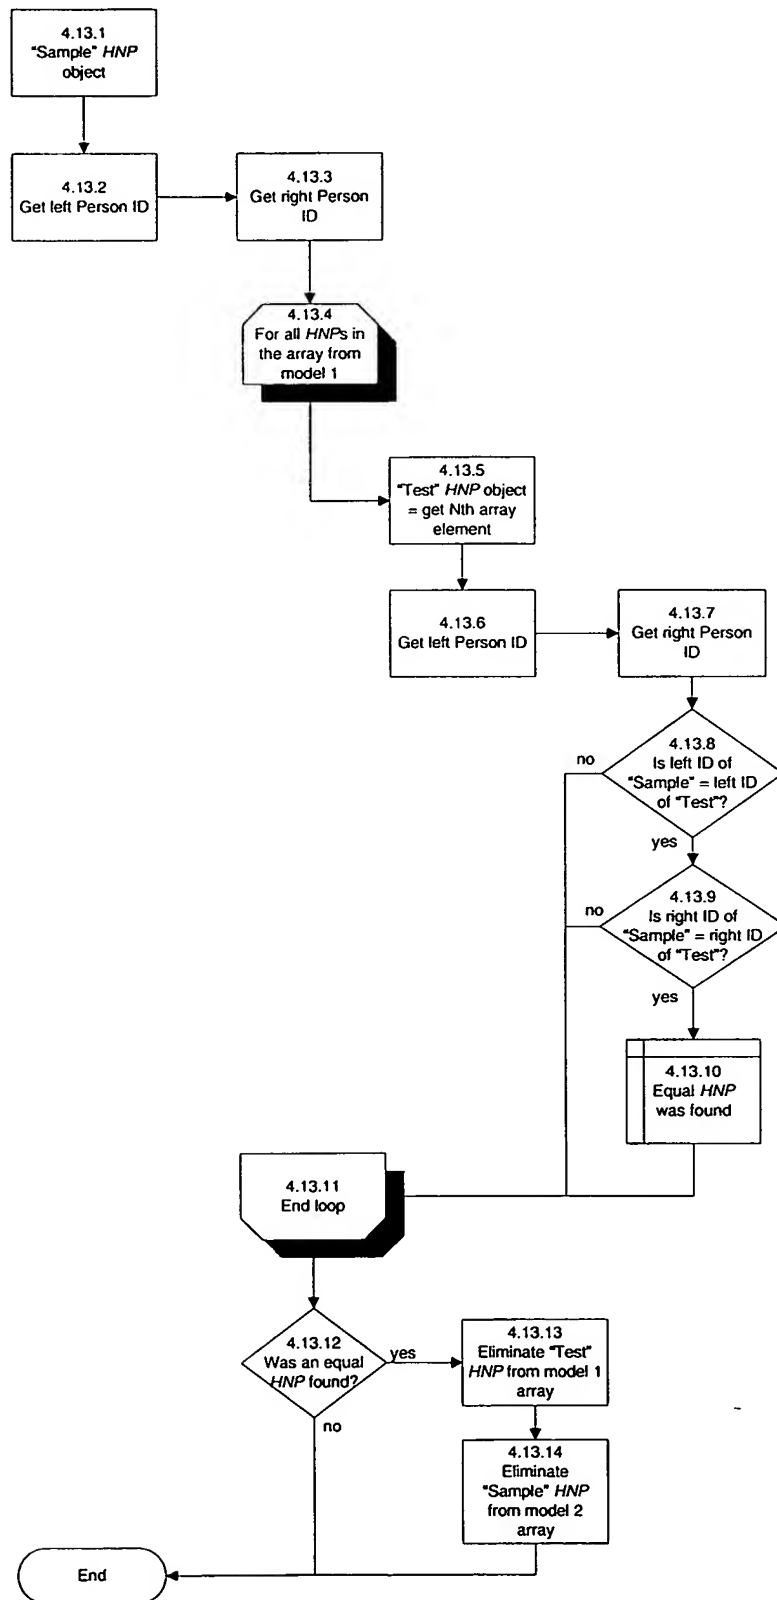 4.13.1
"Sample" HNP
object
4.13.2
Get left Person ID
4.13.3
Get right Person
ID
4.13.4
For all HNPs in
the array from
model 1
4.13.5
"Test" HNP object
= get Nth array
element
4.13.6
Get left Person ID
4.13.7
Get right Person
ID
4.13.8
Is left ID of
"Sample" = left ID
of "Test"?
no
yes
4.13.9
Is right ID of
"Sample" = right ID
of "Test"?
no
yes
4.13.10
Equal HNP
was found
4.13.11
End loop
4.13.12
Was an equal
HNP found?
yes
no
4.13.13
Eliminate "Test"
HNP from model 1
array
4.13.14
Eliminate
"Sample" HNP
from model 2
array
End